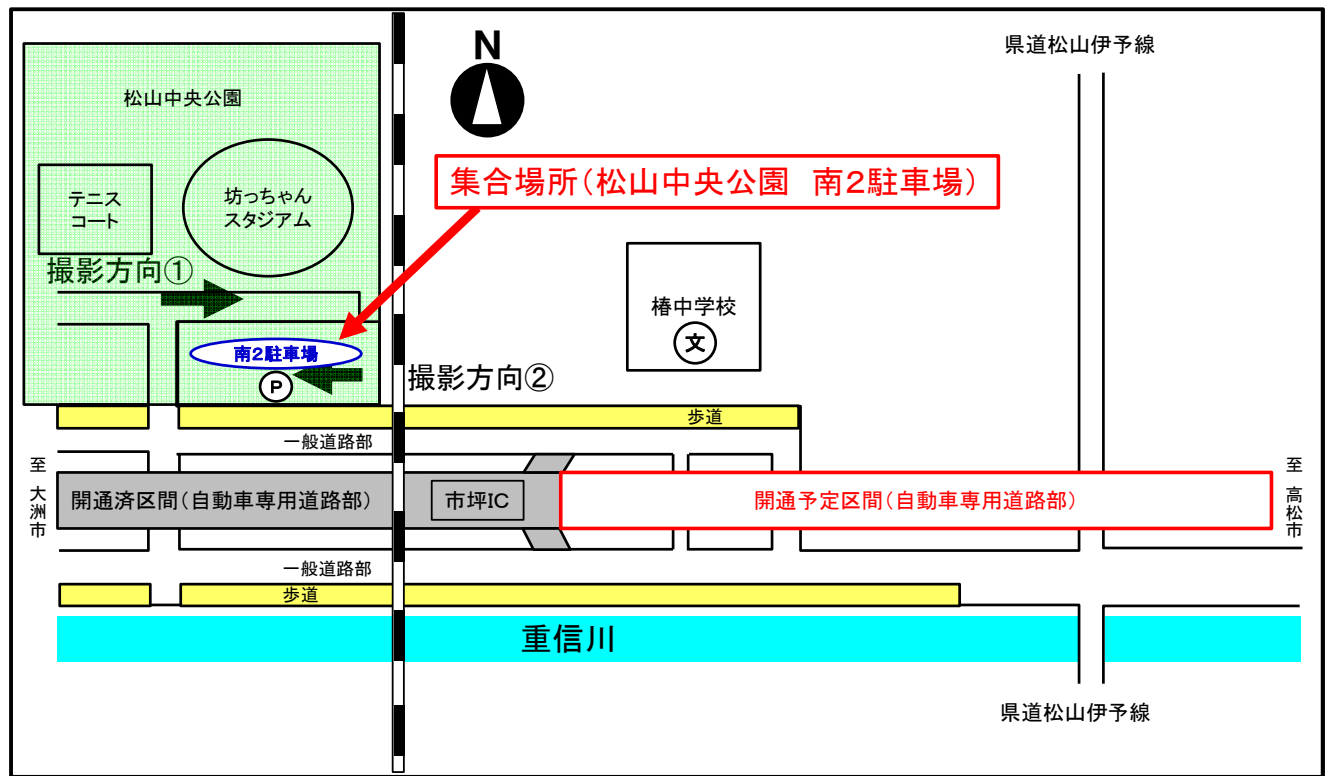 県道松山伊予線
N
松山中央公園
集合場所(松山中央公園　南2駐車場)
テニス
コート
坊っちゃん
スタジアム
撮影方向①
椿中学校
文
南2駐車場
P
撮影方向②
歩道
一般道路部
至
大
洲
市
開通済区間(自動車専用道路部)
市坪IC
開通予定区間(自動車専用道路部)
至
高
松
市
一般道路部
歩道
重信川
県道松山伊予線